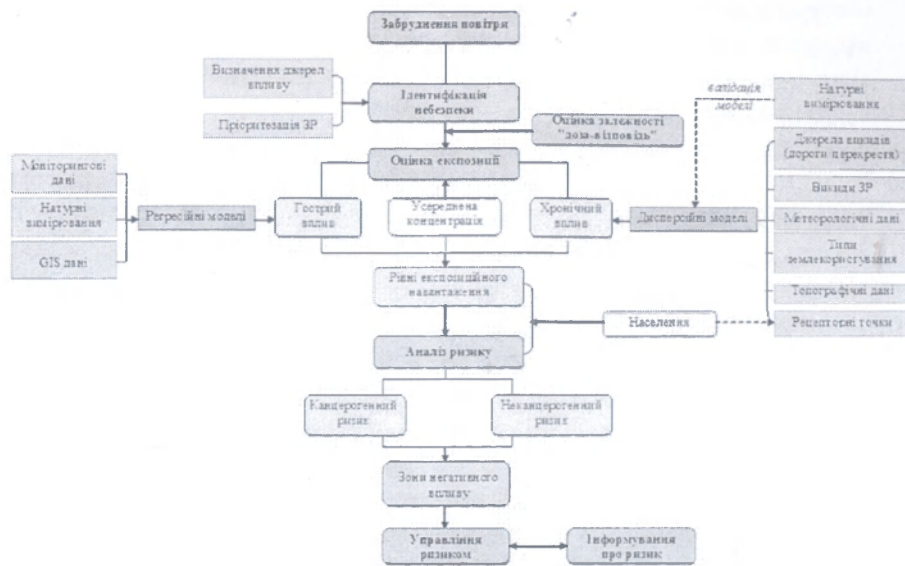 Забруднення повітря
Визначення джерел
впливу
Пріоритезація ЗР
Ідентифікація
небезпеки
Оцінка залежності
"доза-відповідь"
валідація
моделі
Натурні
вимірювання
Оцінка експозиції
Моніторингові
дані
Натурні
вимірювання
GIS дані
Регресійні моделі
Гострий
вплив
Усереднена
концентрація
Хронічний
вплив
Дисперсійні моделі
Джерела викидів
(дороги перехрестя)
Викиди ЗР
Метеорологічні дані
Типи
землекористування
Топографічні дані
Рецепторні точки
Рівні експозиційного
навантаження
Населення
Аналіз ризику
Канцерогенний
ризик
Неканцерогенний
ризик
Зони негативного
впливу
Управління
ризиком
Інформування
про ризик